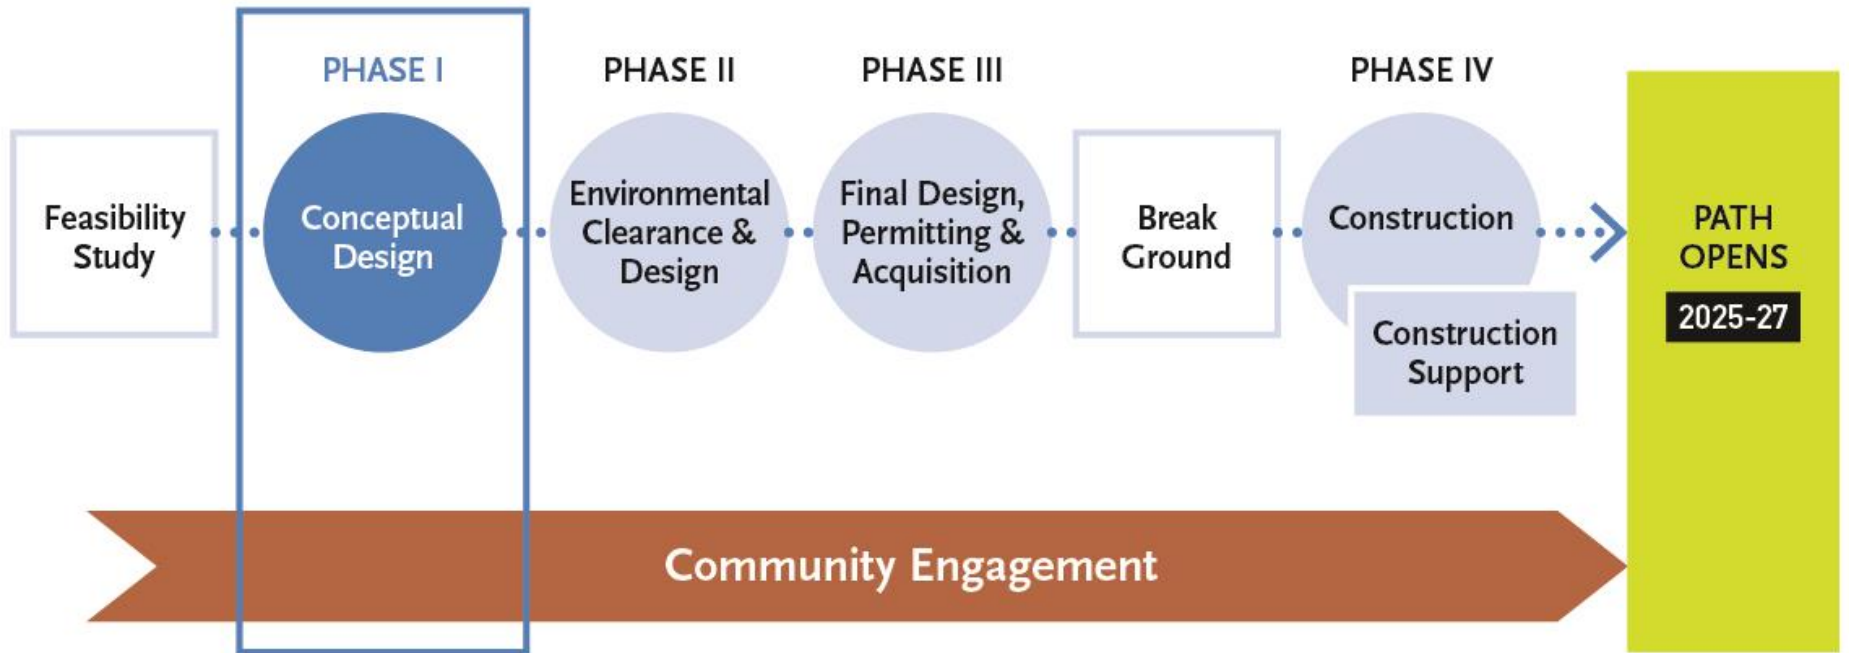 PHASE I
PHASE II
PHASE III
PHASE IV
Feasibility
Study
Conceptual
Design
Environmental
Clearance &
Design
Final Design,
Permitting &
Acquisition
Break
Ground
Construction
Construction
Support
PATH
OPENS
2025-27
Community Engagement